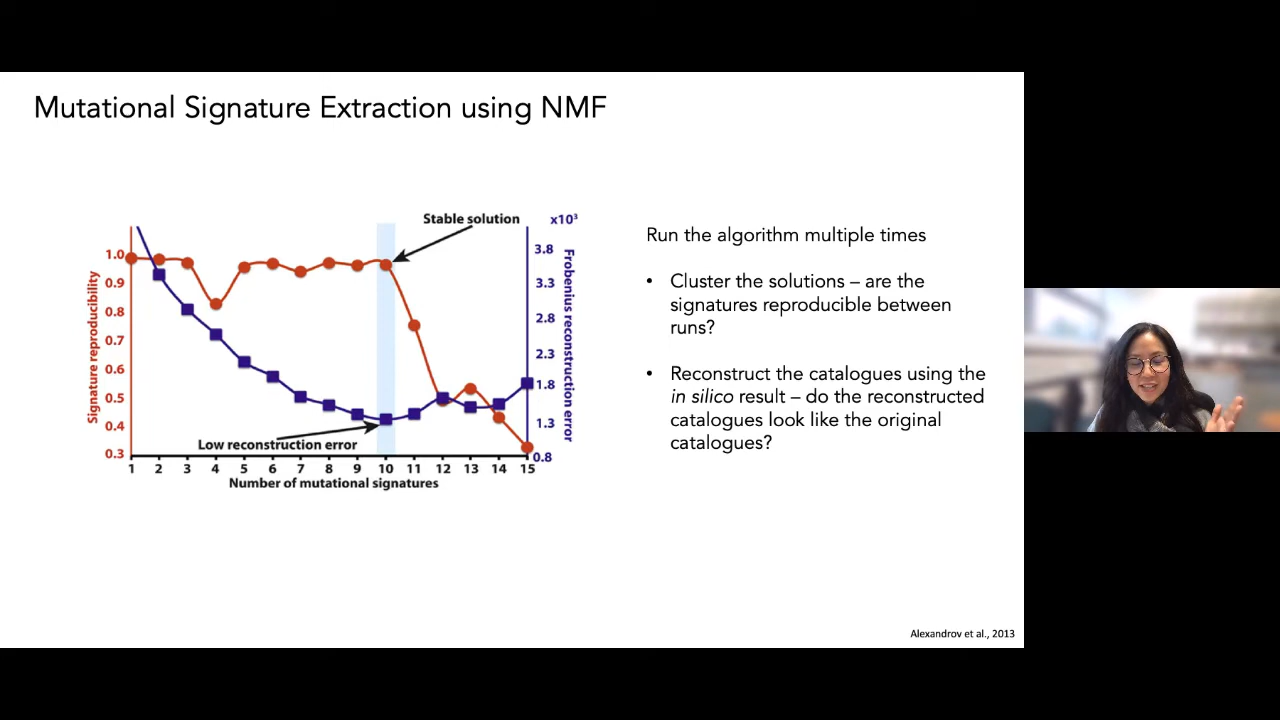 Mutational Signature Extraction using NMF
Stable solution
x10³
1.0
0.9
0.8
0.7
0.6
0.5
0.4
0.3
Signature reproducibility
3.8
3.3
2.8
2.3
1.8
1.3
0.8
Frobenius reconstruction error
Low reconstruction error
1 2 3 4 5 6 7 8 9 10 11 12 13 14 15
Number of mutational signatures
Run the algorithm multiple times
• Cluster the solutions – are the
signatures reproducible between
runs?
• Reconstruct the catalogues using the
in silico result – do the reconstructed
catalogues look like the original
catalogues?
Alexandrov et al., 2013